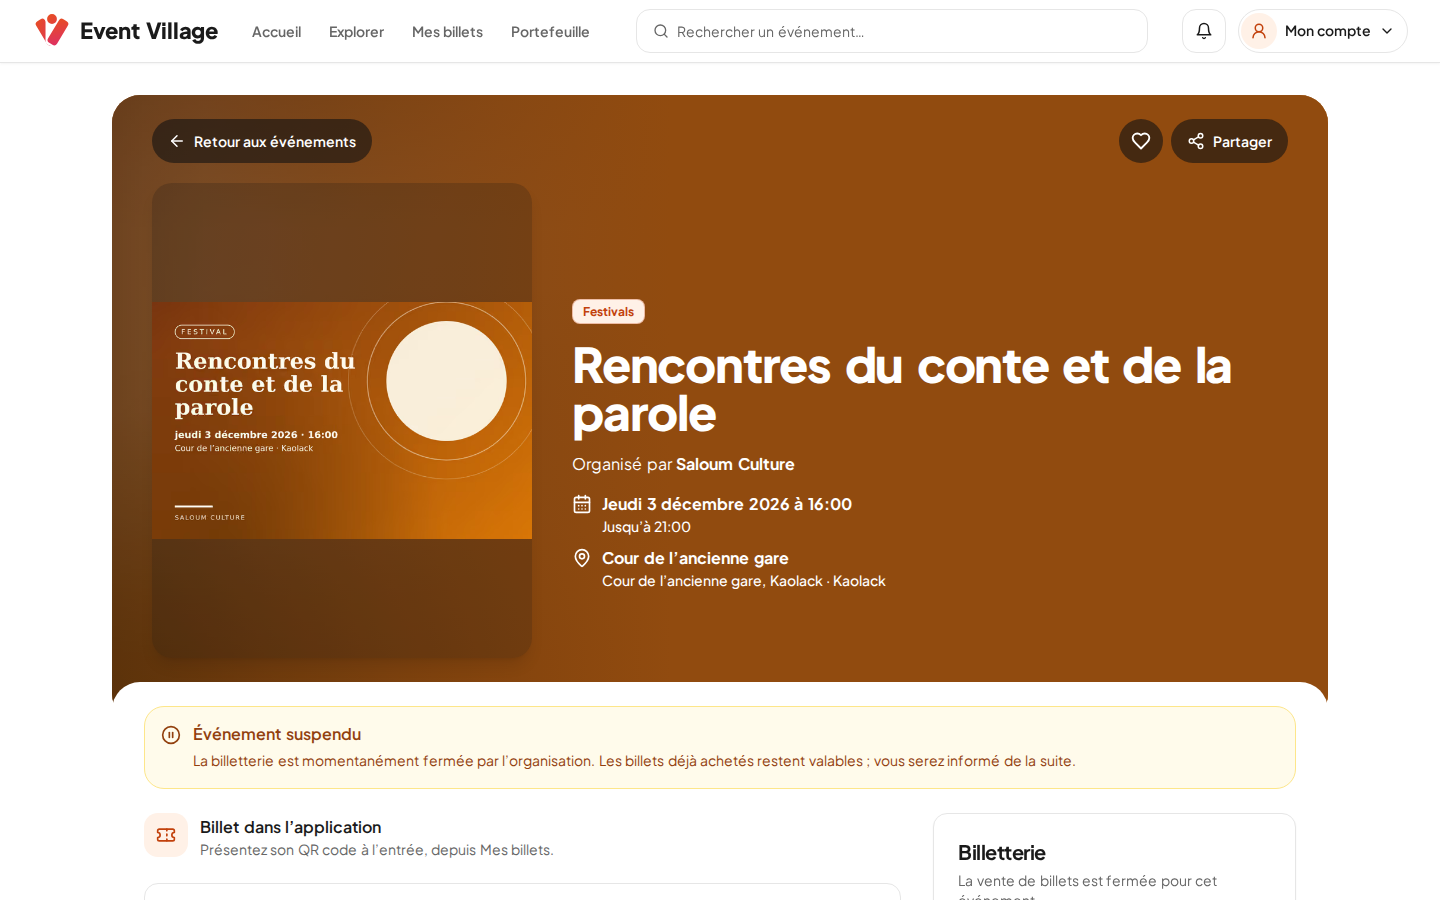 Event Village
Accueil
Explorer
Mes billets
Portefeuille
Rechercher un événement...
Mon compte
Retour aux événements
Partager
FESTIVAL
Rencontres du
conte et de la
parole
jeudi 3 décembre 2026 · 16:00
Cour de l'ancienne gare · Kaolack
SALOUM CULTURE
Festivals
Rencontres du conte et de la
parole
Organisé par Saloum Culture
Jeudi 3 décembre 2026 à 16:00
Jusqu'à 21:00
Cour de l'ancienne gare
Cour de l'ancienne gare, Kaolack · Kaolack
Événement suspendu
La billetterie est momentanément fermée par l'organisation. Les billets déjà achetés restent valables ; vous serez informé de la suite.
Billet dans l'application
Présentez son QR code à l'entrée, depuis Mes billets.
Billetterie
La vente de billets est fermée pour cet
événement